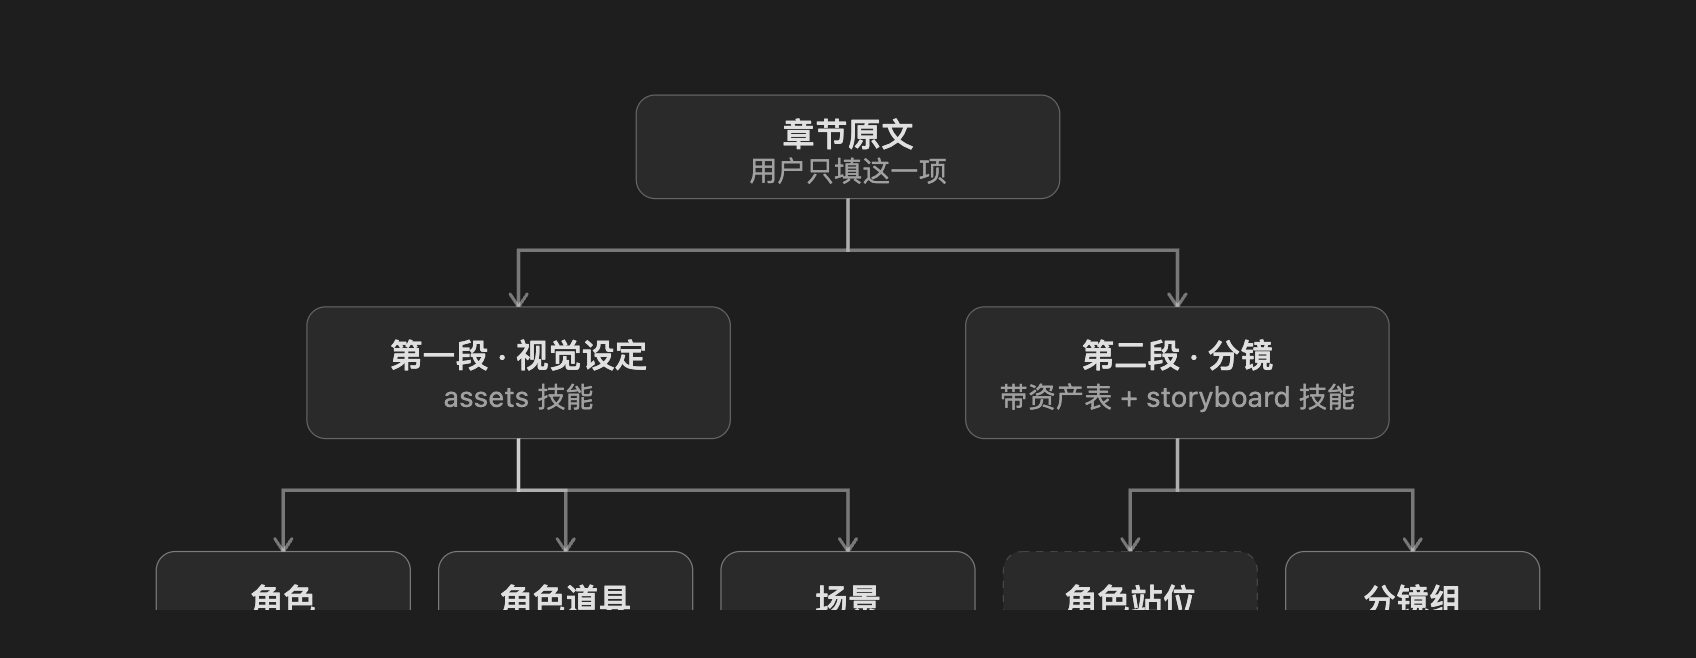 章节原文
用户只填这一项
第一段 · 视觉设定
assets 技能
第二段 · 分镜
带资产表 + storyboard 技能
角色
角色道具
场景
角色站位
分镜组